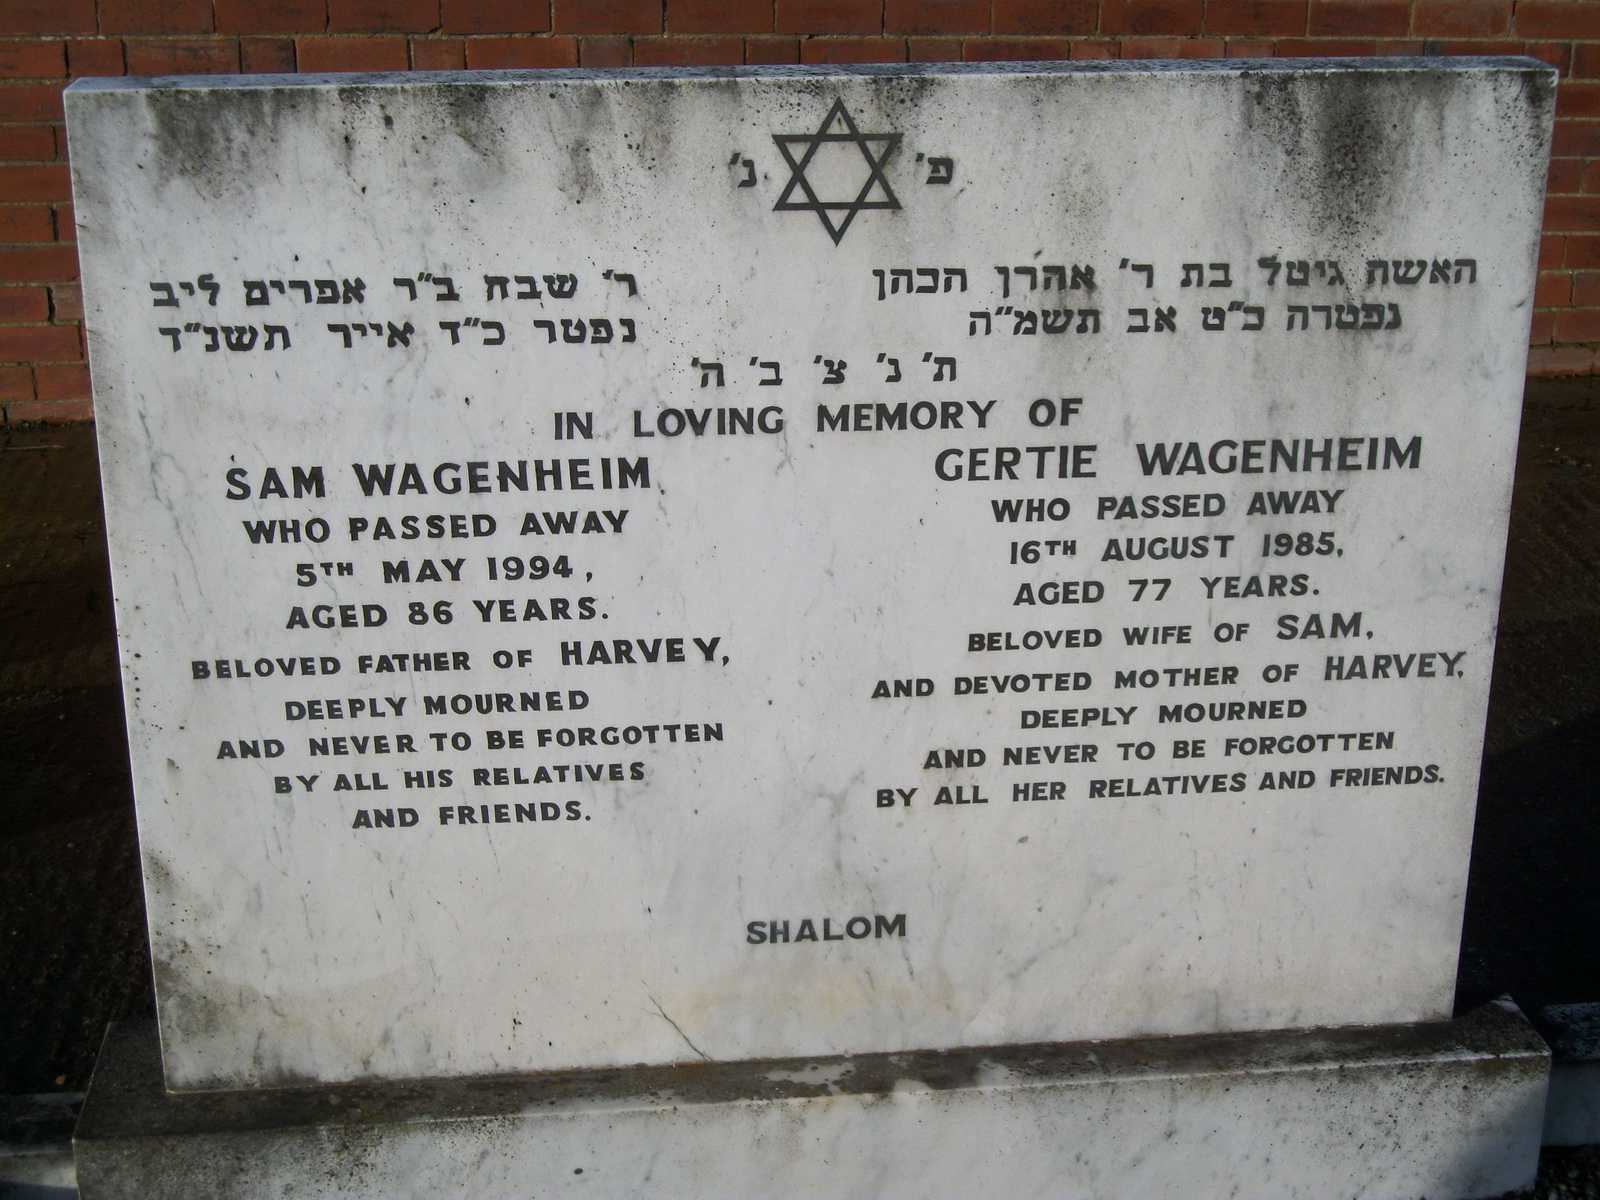 פ' נ'
האשה גיטל בת ר' אהרן הכהן
נפטרה כ"ט אב תשמ"ה
ר' שבח ב"ר אפרים ליב
נפטר כ"ד אייר תשנ"ד
ת' נ' צ' ב' ה'
IN LOVING MEMORY OF
SAM WAGENHEIM
WHO PASSED AWAY
5TH MAY 1994,
AGED 86 YEARS.
BELOVED FATHER OF HARVEY,
DEEPLY MOURNED
AND NEVER TO BE FORGOTTEN
BY ALL HIS RELATIVES
AND FRIENDS.
GERTIE WAGENHEIM
WHO PASSED AWAY
16TH AUGUST 1985,
AGED 77 YEARS.
BELOVED WIFE OF SAM,
AND DEVOTED MOTHER OF HARVEY,
DEEPLY MOURNED
AND NEVER TO BE FORGOTTEN
BY ALL HER RELATIVES AND FRIENDS.
SHALOM